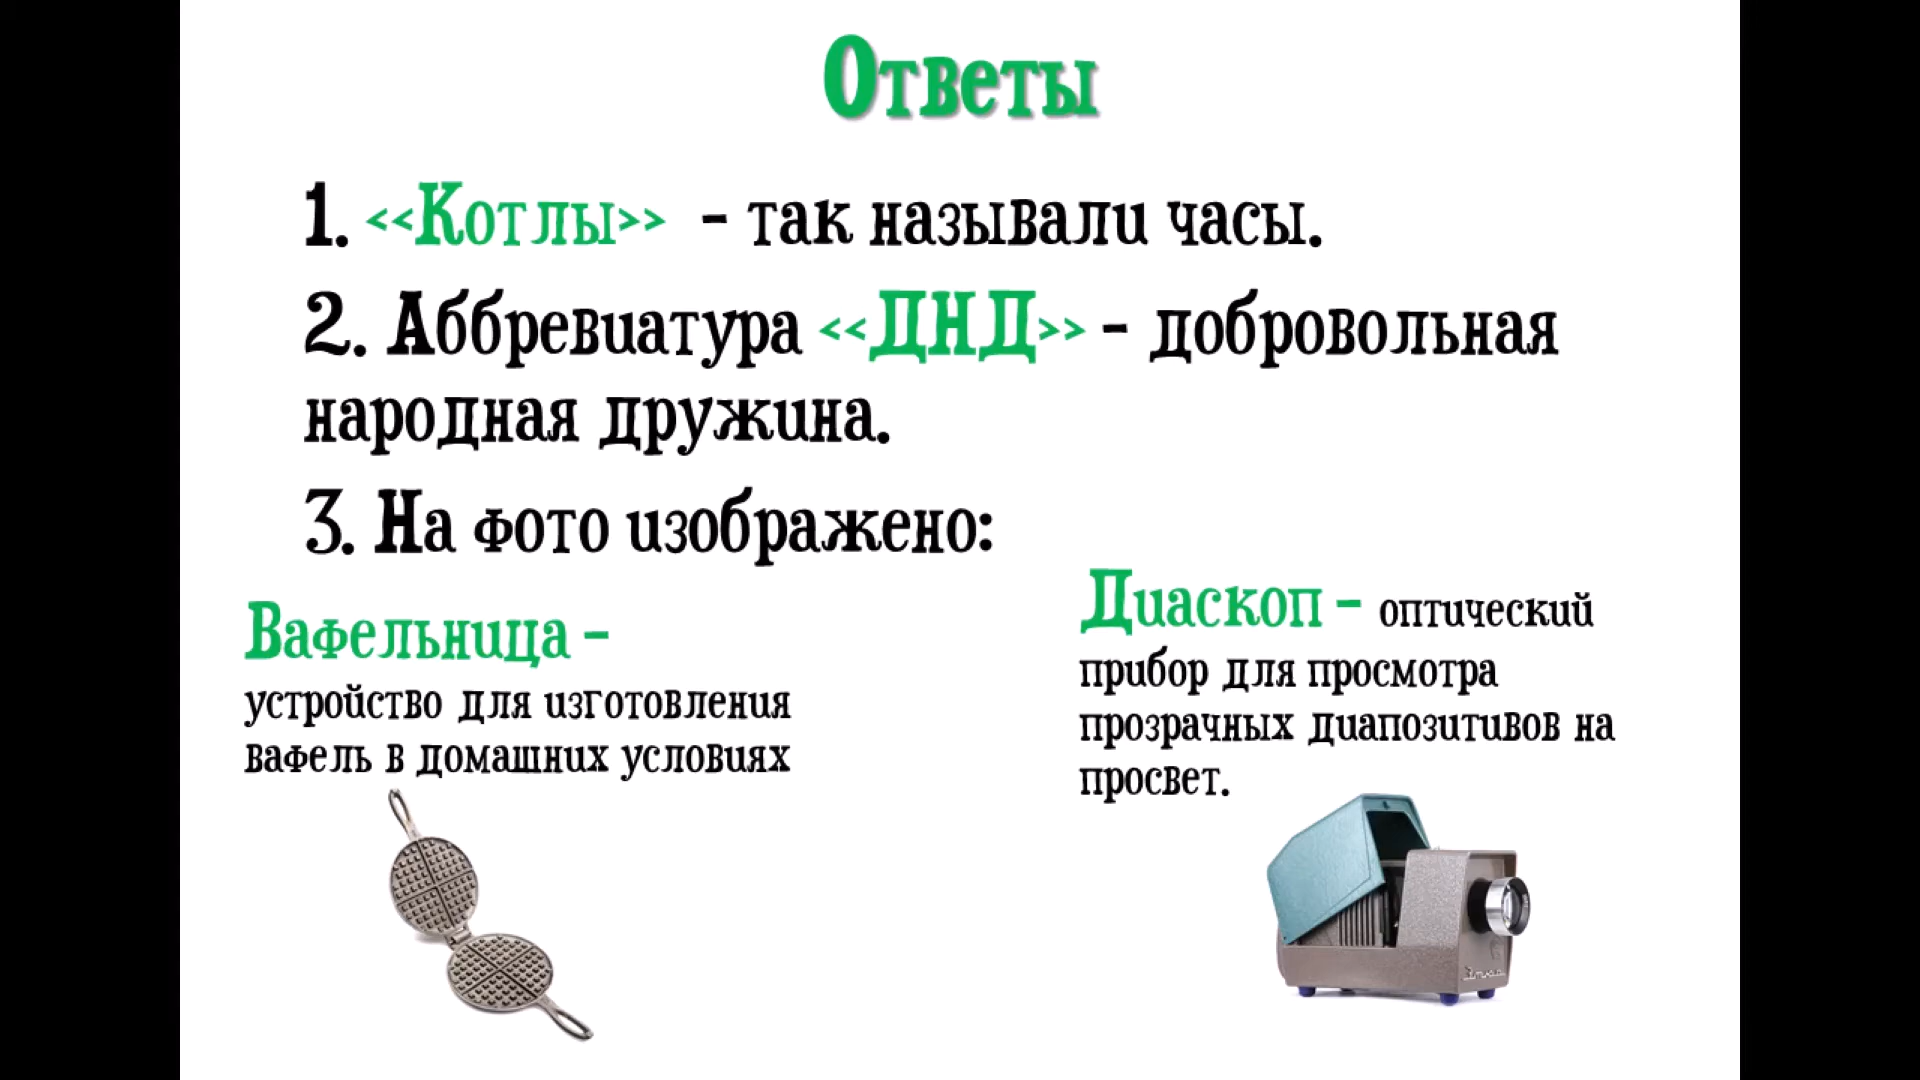 Ответы
1. <<Котлы>> - так называли часы.
2. Аббревиатура <<ДНД>> - добровольная
народная дружина.
3. На фото изображено:
Вафельница –
устройство для изготовления
вафель в домашних условиях
Диаскоп – оптический
прибор для просмотра
прозрачных диапозитивов на
просвет.